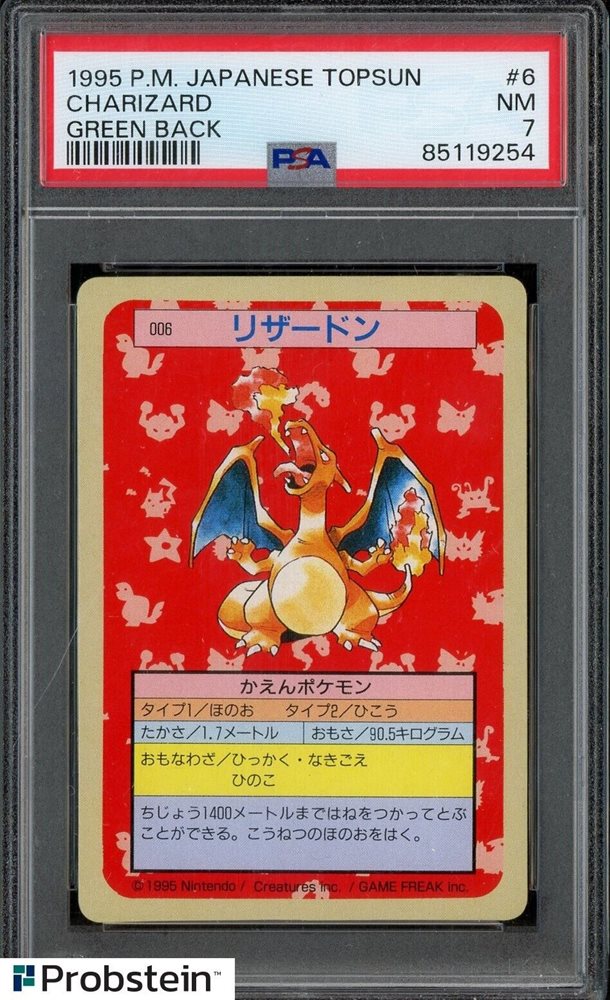 1995 P.M. JAPANESE TOPSUN #6
CHARIZARD NM
GREEN BACK 7
PSA 85119254
006 リザードン
かえんポケモン
タイプ1/ほのお タイプ2/ひこう
たかさ/1.7メートル おもさ/90.5キログラム
おもなわざ/ひっかく・なきごえ
ひのこ
ちじょう1400メートルまではねをつかってとぶ
ことができる。こうねつのほのおをはく。
©1995 Nintendo / Creatures inc. / GAME FREAK inc.
Probstein™